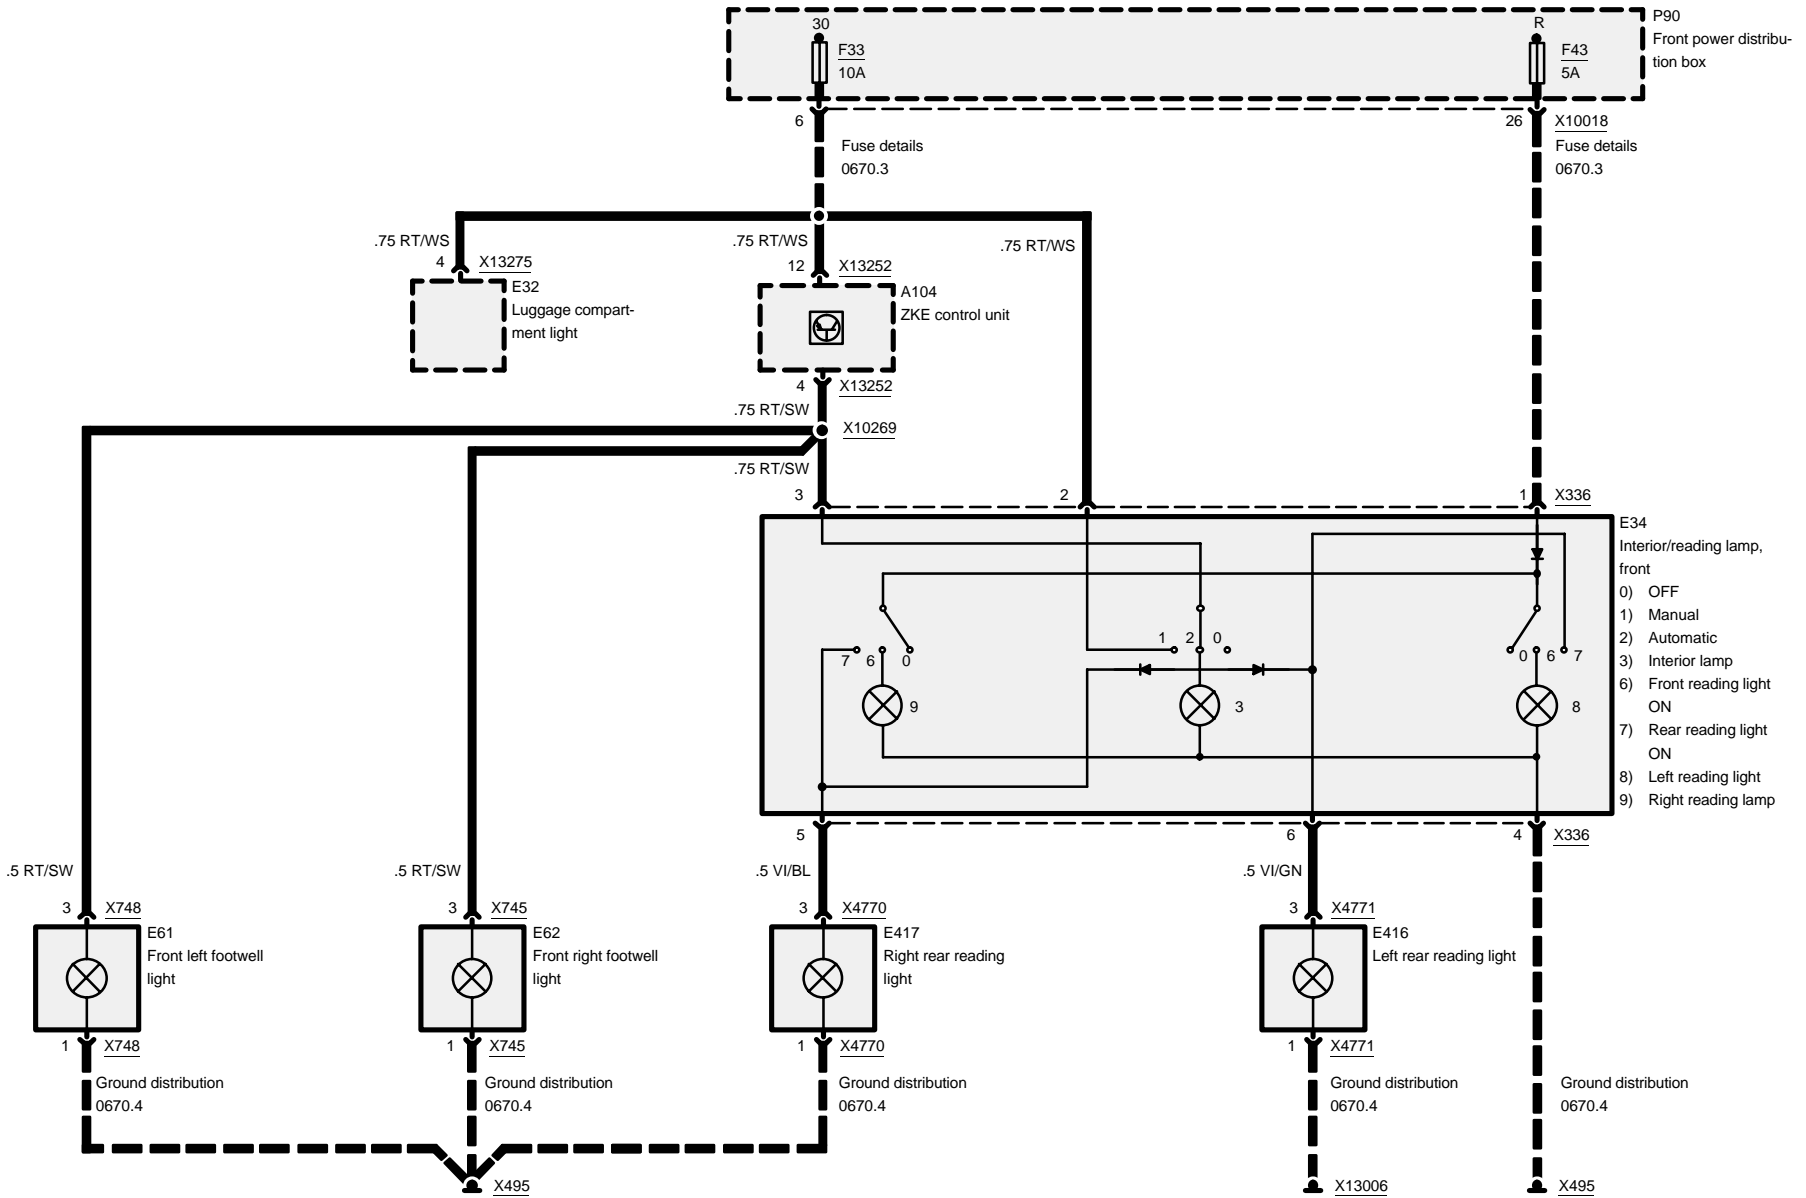 P90
Front power distribu-
tion box
30
F33
10A
R
F43
5A
6
Fuse details
0670.3
26
X10018
Fuse details
0670.3
.75 RT/WS
4
X13275
E32
Luggage compart-
ment light
.75 RT/WS
12
X13252
A104
ZKE control unit
.75 RT/WS
4
X13252
.75 RT/SW
X10269
.75 RT/SW
3
2
1
X336
E34
Interior/reading lamp,
front
0) OFF
1) Manual
2) Automatic
3) Interior lamp
6) Front reading light
ON
7) Rear reading light
ON
8) Left reading light
9) Right reading lamp
7 6 0
1 2 0
0 6 7
9
3
8
5
6
4
X336
.5 RT/SW
.5 RT/SW
.5 VI/BL
.5 VI/GN
3
X748
3
X745
3
X4770
3
X4771
E61
Front left footwell
light
E62
Front right footwell
light
E417
Right rear reading
light
E416
Left rear reading light
1
X748
1
X745
1
X4770
1
X4771
Ground distribution
0670.4
Ground distribution
0670.4
Ground distribution
0670.4
Ground distribution
0670.4
Ground distribution
0670.4
X495
X13006
X495